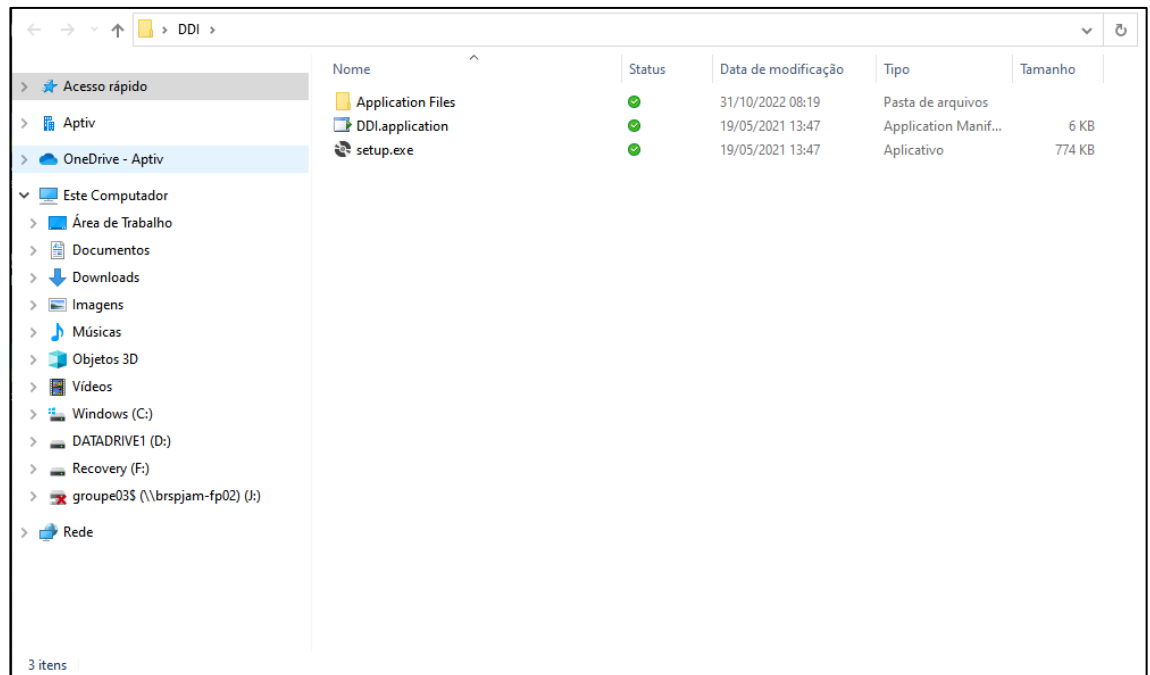 DDI
Nome Status Data de modificação Tipo Tamanho
Acesso rápido
Aptiv
OneDrive - Aptiv
Este Computador
Área de Trabalho
Documentos
Downloads
Imagens
Músicas
Objetos 3D
Vídeos
Windows (C:)
DATADRIVE1 (D:)
Recovery (F:)
groupe03$ (\\brspjam-fp02) (J:)
Rede
Application Files 31/10/2022 08:19 Pasta de arquivos
DDI.application 19/05/2021 13:47 Application Manif... 6 KB
setup.exe 19/05/2021 13:47 Aplicativo 774 KB
3 itens